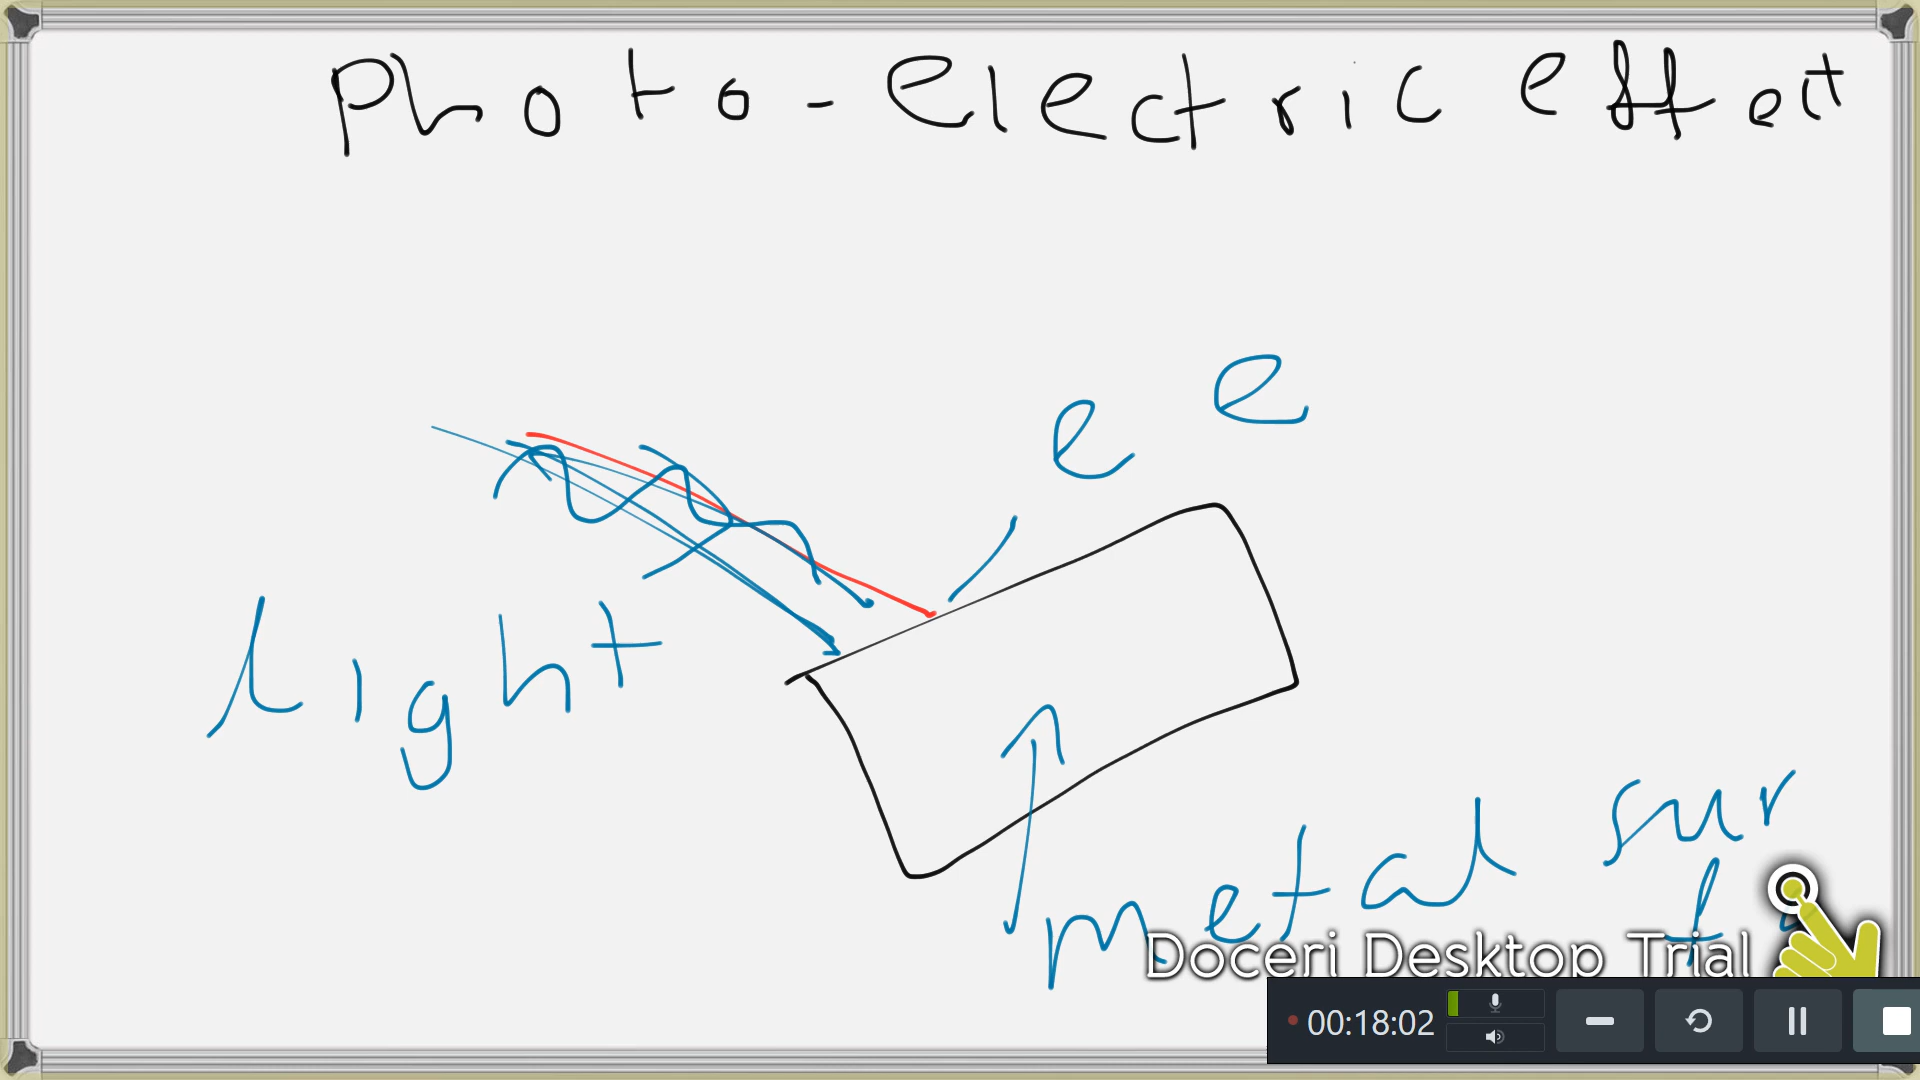 Photo-electric effect
e e
light
metal sur
Doceri Desktop Trial
00:18:02